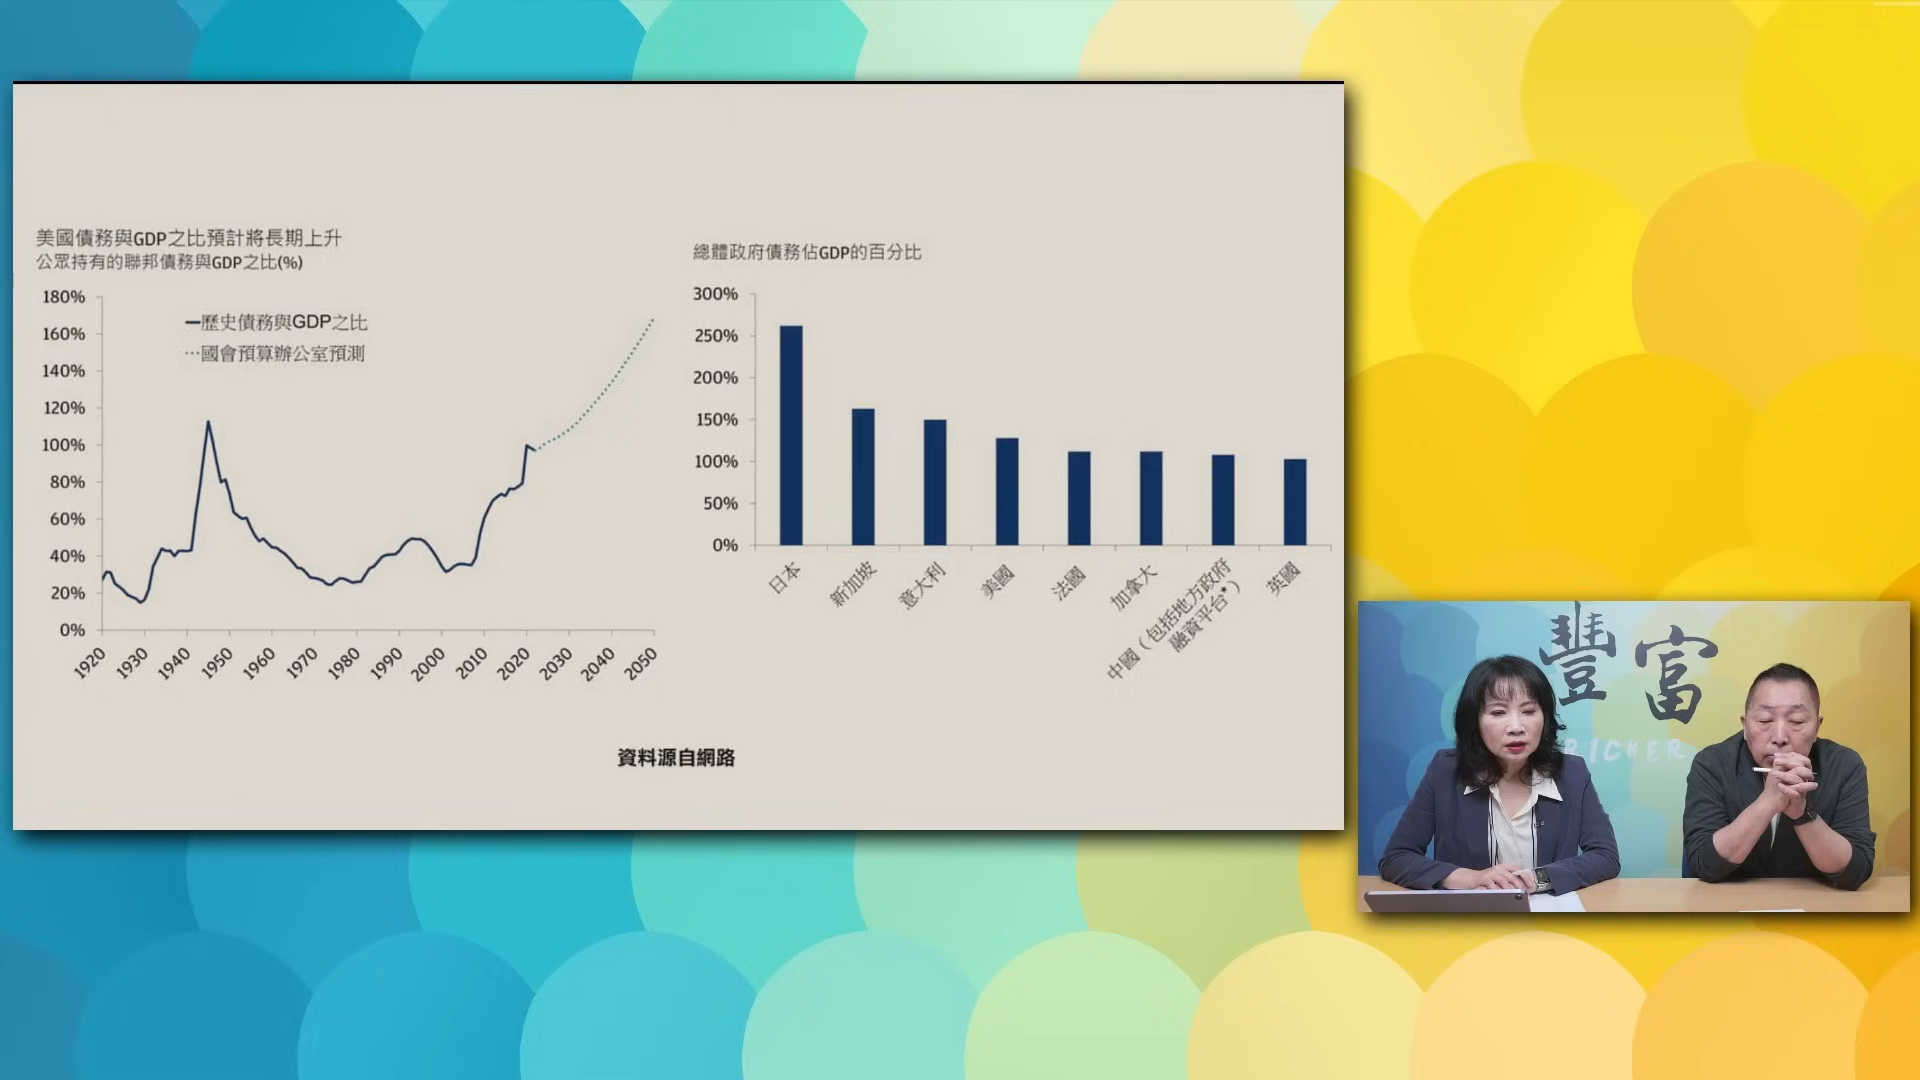 美國債務與GDP之比預計將長期上升
公眾持有的聯邦債務與GDP之比(%)
180%
160%
140%
120%
100%
80%
60%
40%
20%
0%
歷史債務與GDP之比
國會預算辦公室預測
1920
1930
1940
1950
1960
1970
1980
1990
2000
2010
2020
2030
2040
2050
總體政府債務佔GDP的百分比
300%
250%
200%
150%
100%
50%
0%
日本
新加坡
意大利
美國
法國
加拿大
中國（包括地方政府
融資平台*）
英國
資料源自網路
豐富
RICHER